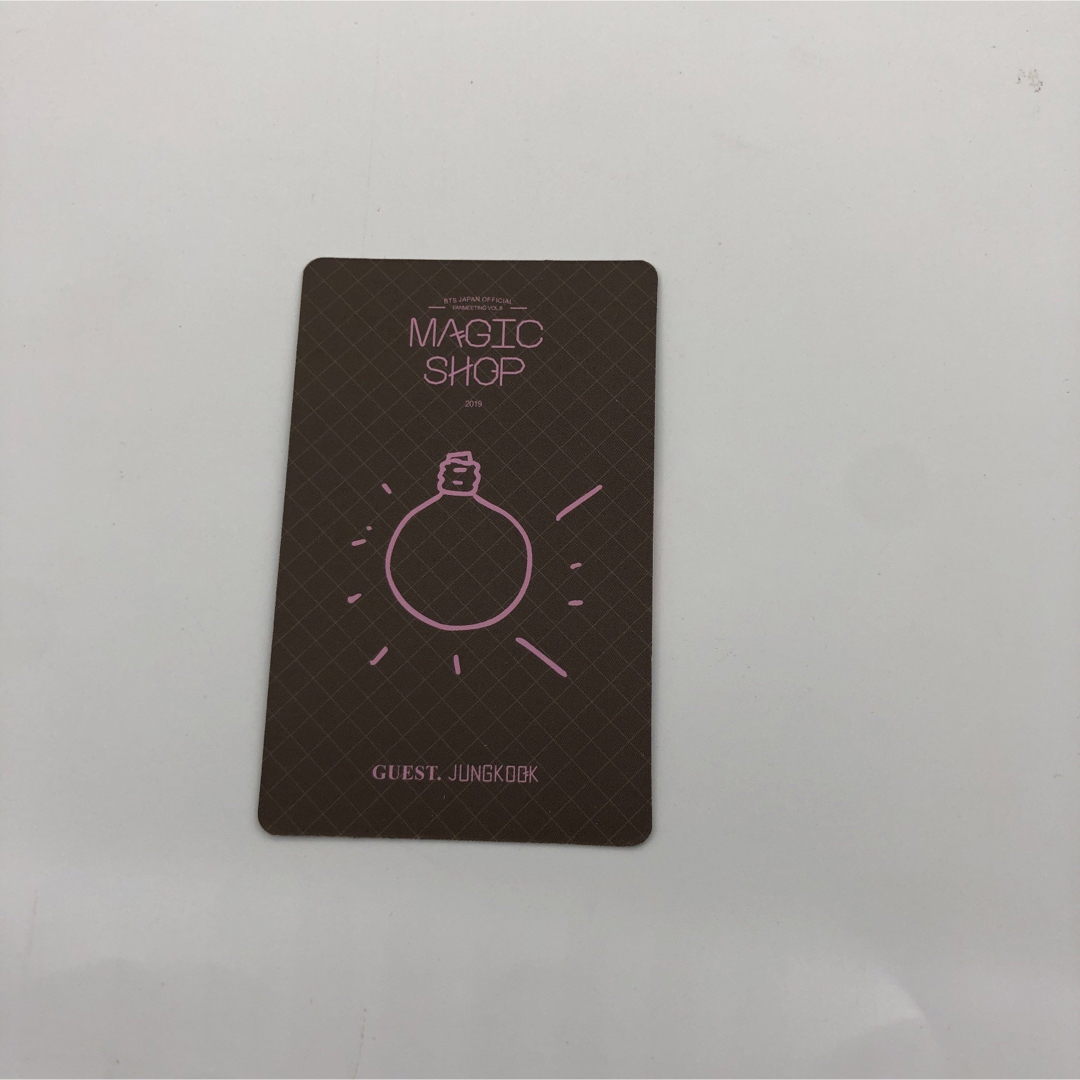 BTS JAPAN OFFICIAL
FANMEETING VOL.5
MAGIC
SHOP
2019
GUEST. JUNGKOOK